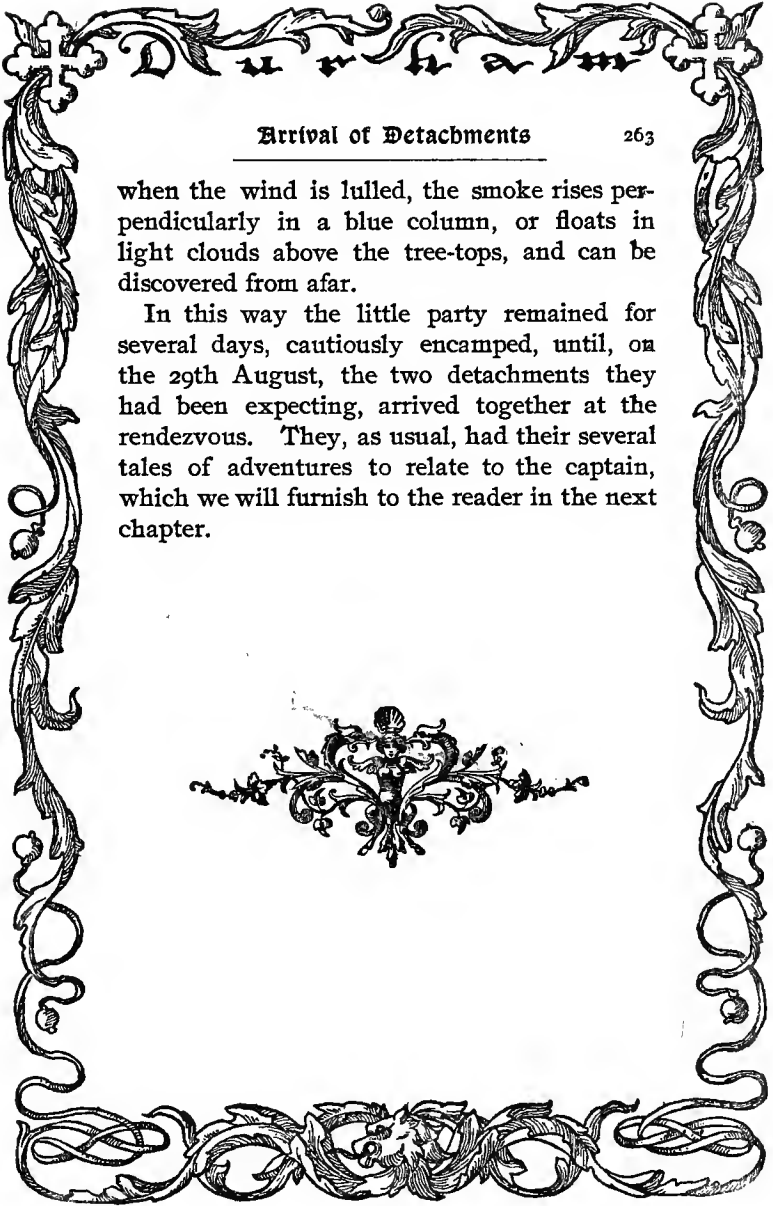 Durham
Arrival of Detachments 263
when the wind is lulled, the smoke rises per-
pendicularly in a blue column, or floats in
light clouds above the tree-tops, and can be
discovered from afar.
In this way the little party remained for
several days, cautiously encamped, until, on
the 29th August, the two detachments they
had been expecting, arrived together at the
rendezvous. They, as usual, had their several
tales of adventures to relate to the captain,
which we will furnish to the reader in the next
chapter.